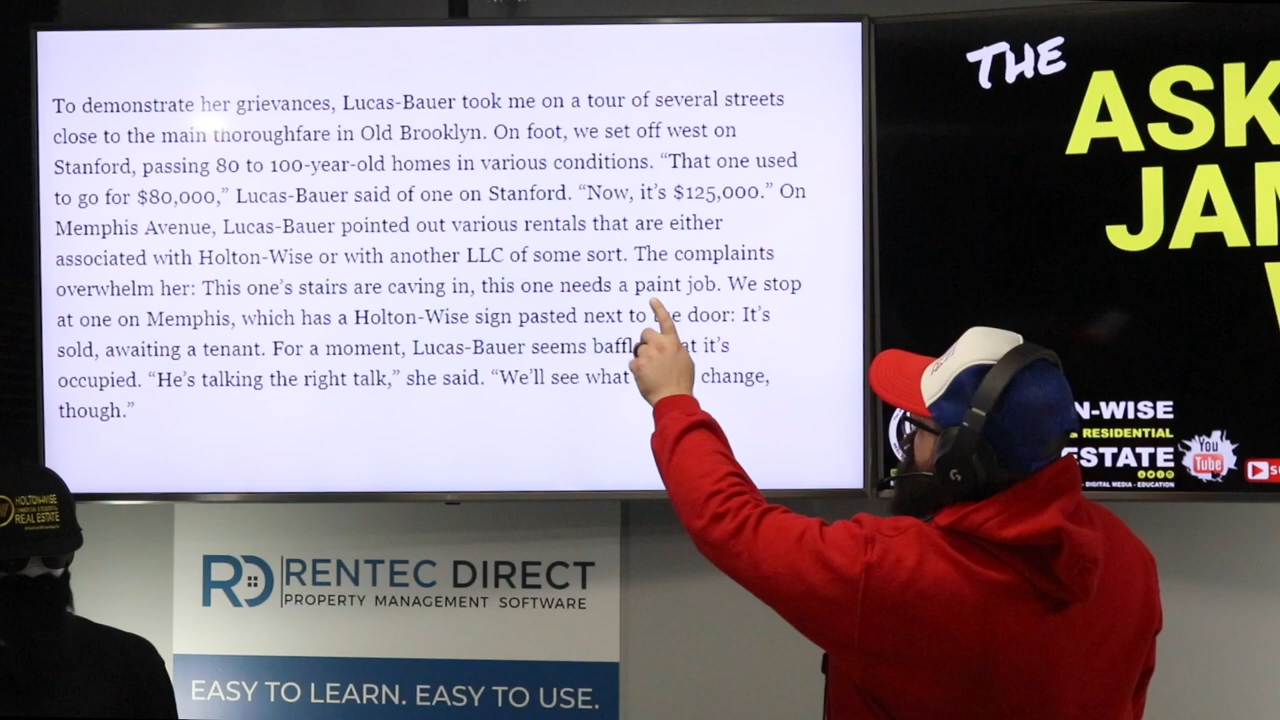 To demonstrate her grievances, Lucas-Bauer took me on a tour of several streets
close to the main thoroughfare in Old Brooklyn. On foot, we set off west on
Stanford, passing 80 to 100-year-old homes in various conditions. “That one used
to go for $80,000,” Lucas-Bauer said of one on Stanford. “Now, it’s $125,000.” On
Memphis Avenue, Lucas-Bauer pointed out various rentals that are either
associated with Holton-Wise or with another LLC of some sort. The complaints
overwhelm her: This one’s stairs are caving in, this one needs a paint job. We stop
at one on Memphis, which has a Holton-Wise sign pasted next to door: It’s
sold, awaiting a tenant. For a moment, Lucas-Bauer seems it’s
occupied. “He’s talking the right talk,” she said. “We’ll see what change,
though.”
THE
ASK
JAM
N-WISE
RESIDENTIAL
ESTATE
DIGITAL MEDIA - EDUCATION
You
Tube
HOLTON-WISE
REAL ESTATE
RD RENTEC DIRECT
PROPERTY MANAGEMENT SOFTWARE
EASY TO LEARN. EASY TO USE.